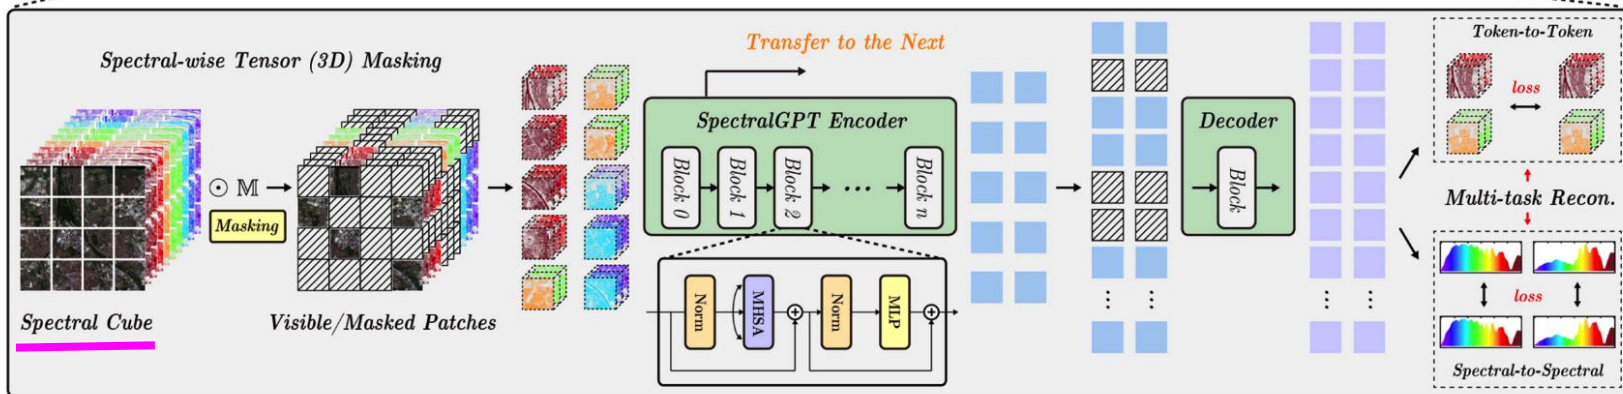 Spectral-wise Tensor (3D) Masking
⊙ M
Masking
Spectral Cube
Visible/Masked Patches
Transfer to the Next
SpectralGPT Encoder
Block 0
Block 1
Block 2
...
Block n
Norm
MHSA
+
Norm
MLP
+
Decoder
Block
Token-to-Token
loss
Multi-task Recon.
loss
Spectral-to-Spectral